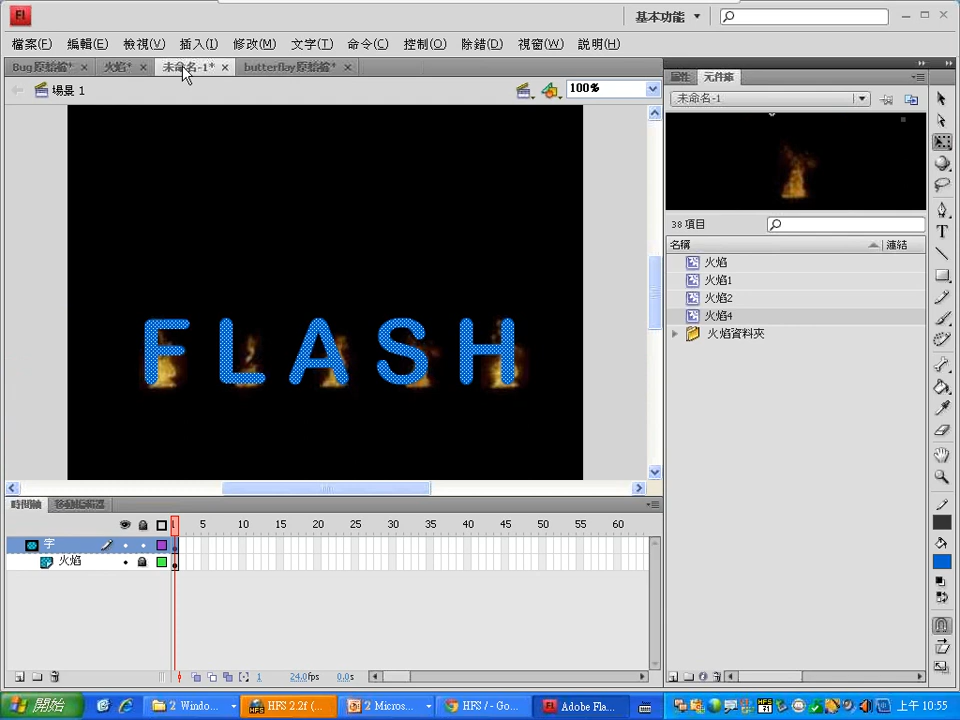 Fl
基本功能
檔案(F) 編輯(E) 檢視(V) 插入(I) 修改(M) 文字(T) 命令(C) 控制(O) 除錯(D) 視窗(W) 說明(H)
Bug原始檔* 火焰* 未命名-1* butterflay原始檔*
場景 1
100%
屬性 元件庫
未命名-1
38 項目
名稱 連結
火焰
火焰1
火焰2
火焰4
火焰資料夾
FLASH
時間軸 移動編輯器
1 5 10 15 20 25 30 35 40 45 50 55 60
字
火焰
1 24.0fps 0.0s
開始 2 Windo... HFS 2.2f (... 2 Micros... HFS / - Go... Adobe Fla... 上午 10:55